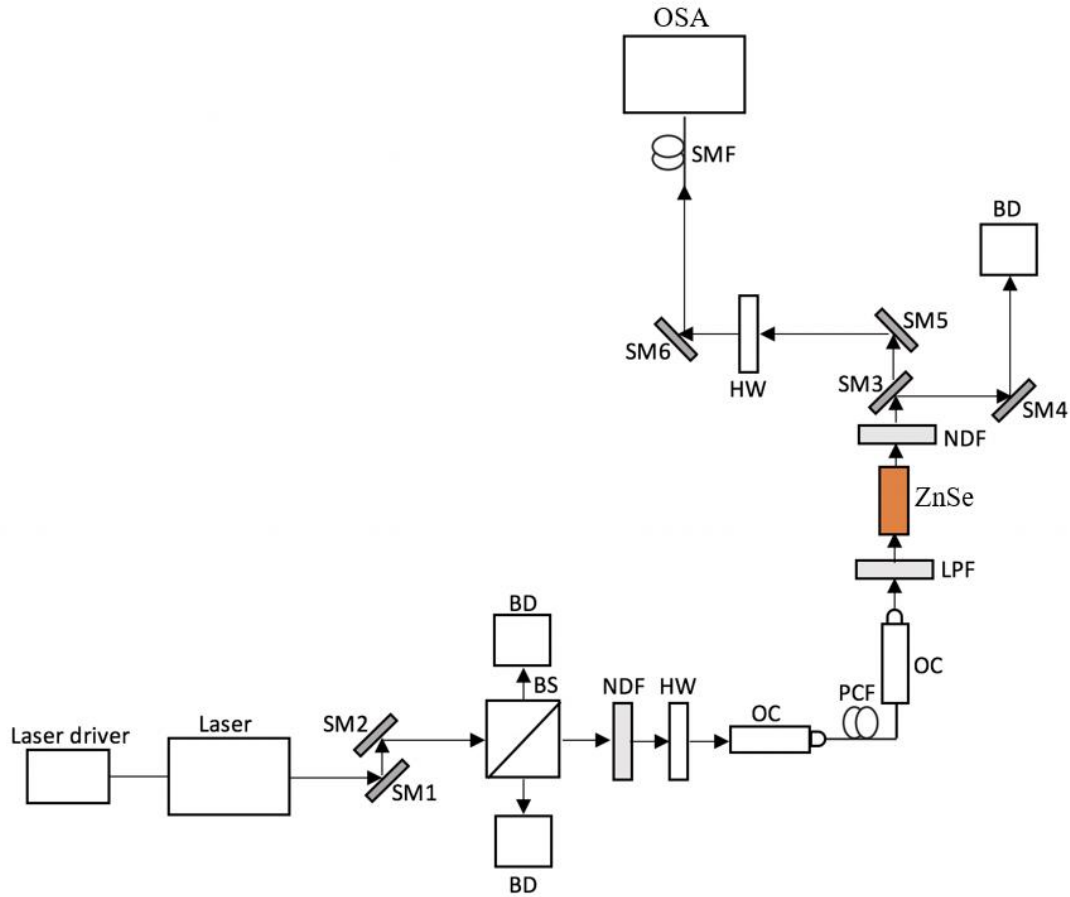 OSA
SMF
BD
SM5
SM6
HW
SM3
SM4
NDF
ZnSe
LPF
BD
OC
BS
NDF
HW
PCF
OC
SM2
Laser
Laser driver
SM1
BD